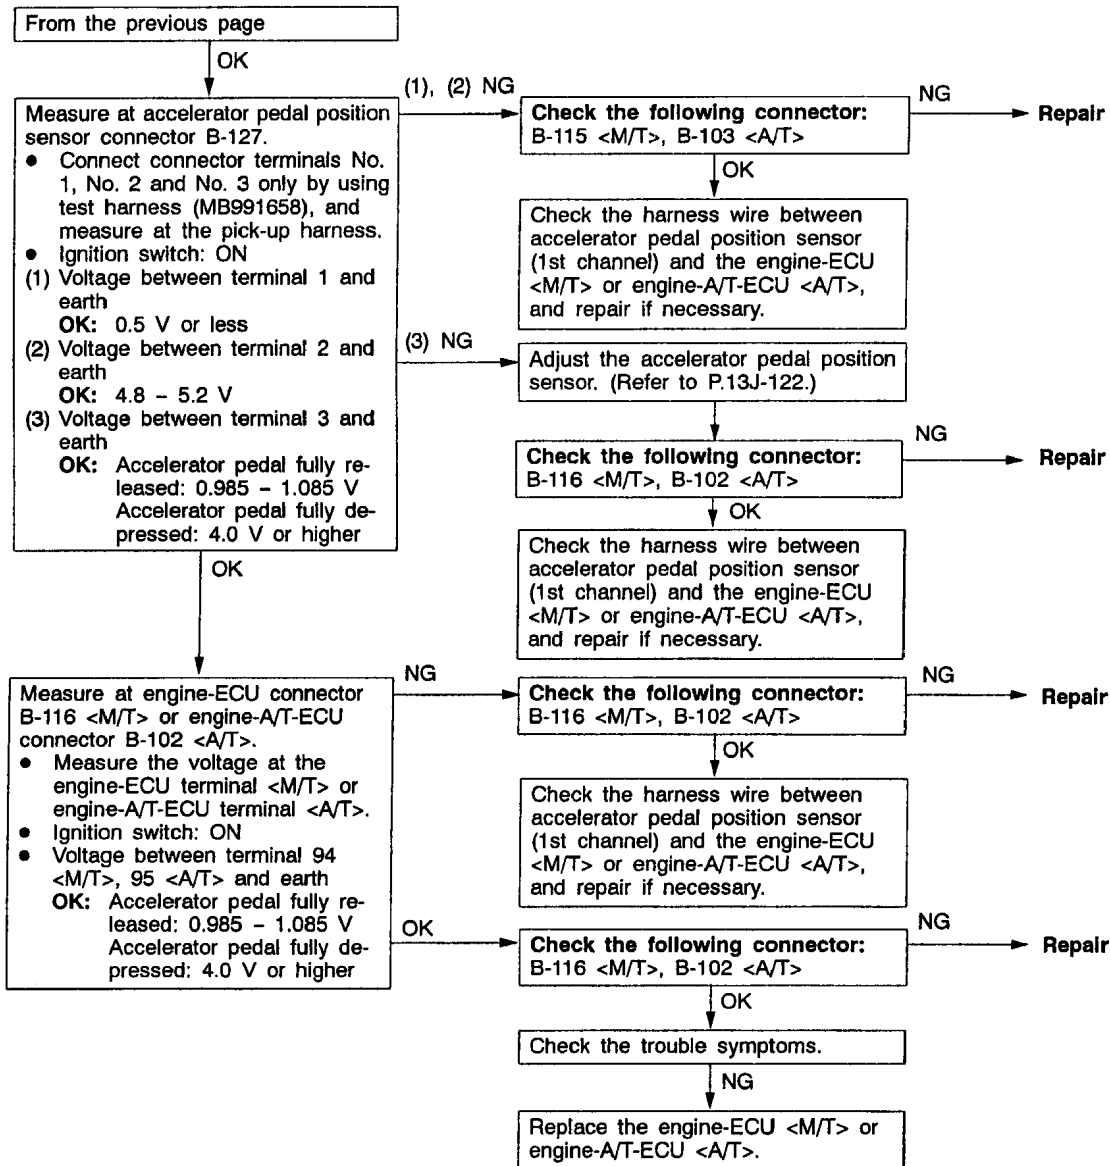 From the previous page
OK
Measure at accelerator pedal position
sensor connector B-127.
● Connect connector terminals No.
1, No. 2 and No. 3 only by using
test harness (MB991658), and
measure at the pick-up harness.
● Ignition switch: ON
(1) Voltage between terminal 1 and
earth
OK: 0.5 V or less
(2) Voltage between terminal 2 and
earth
OK: 4.8 – 5.2 V
(3) Voltage between terminal 3 and
earth
OK: Accelerator pedal fully re-
leased: 0.985 – 1.085 V
Accelerator pedal fully de-
pressed: 4.0 V or higher
(1), (2) NG
Check the following connector:
B-115 <M/T>, B-103 <A/T>
NG
Repair
OK
Check the harness wire between
accelerator pedal position sensor
(1st channel) and the engine-ECU
<M/T> or engine-A/T-ECU <A/T>,
and repair if necessary.
(3) NG
Adjust the accelerator pedal position
sensor. (Refer to P.13J-122.)
Check the following connector:
B-116 <M/T>, B-102 <A/T>
NG
Repair
OK
Check the harness wire between
accelerator pedal position sensor
(1st channel) and the engine-ECU
<M/T> or engine-A/T-ECU <A/T>,
and repair if necessary.
OK
Measure at engine-ECU connector
B-116 <M/T> or engine-A/T-ECU
connector B-102 <A/T>.
● Measure the voltage at the
engine-ECU terminal <M/T> or
engine-A/T-ECU terminal <A/T>.
● Ignition switch: ON
● Voltage between terminal 94
<M/T>, 95 <A/T> and earth
OK: Accelerator pedal fully re-
leased: 0.985 – 1.085 V
Accelerator pedal fully de-
pressed: 4.0 V or higher
NG
Check the following connector:
B-116 <M/T>, B-102 <A/T>
NG
Repair
OK
Check the harness wire between
accelerator pedal position sensor
(1st channel) and the engine-ECU
<M/T> or engine-A/T-ECU <A/T>,
and repair if necessary.
OK
Check the following connector:
B-116 <M/T>, B-102 <A/T>
NG
Repair
OK
Check the trouble symptoms.
NG
Replace the engine-ECU <M/T> or
engine-A/T-ECU <A/T>.